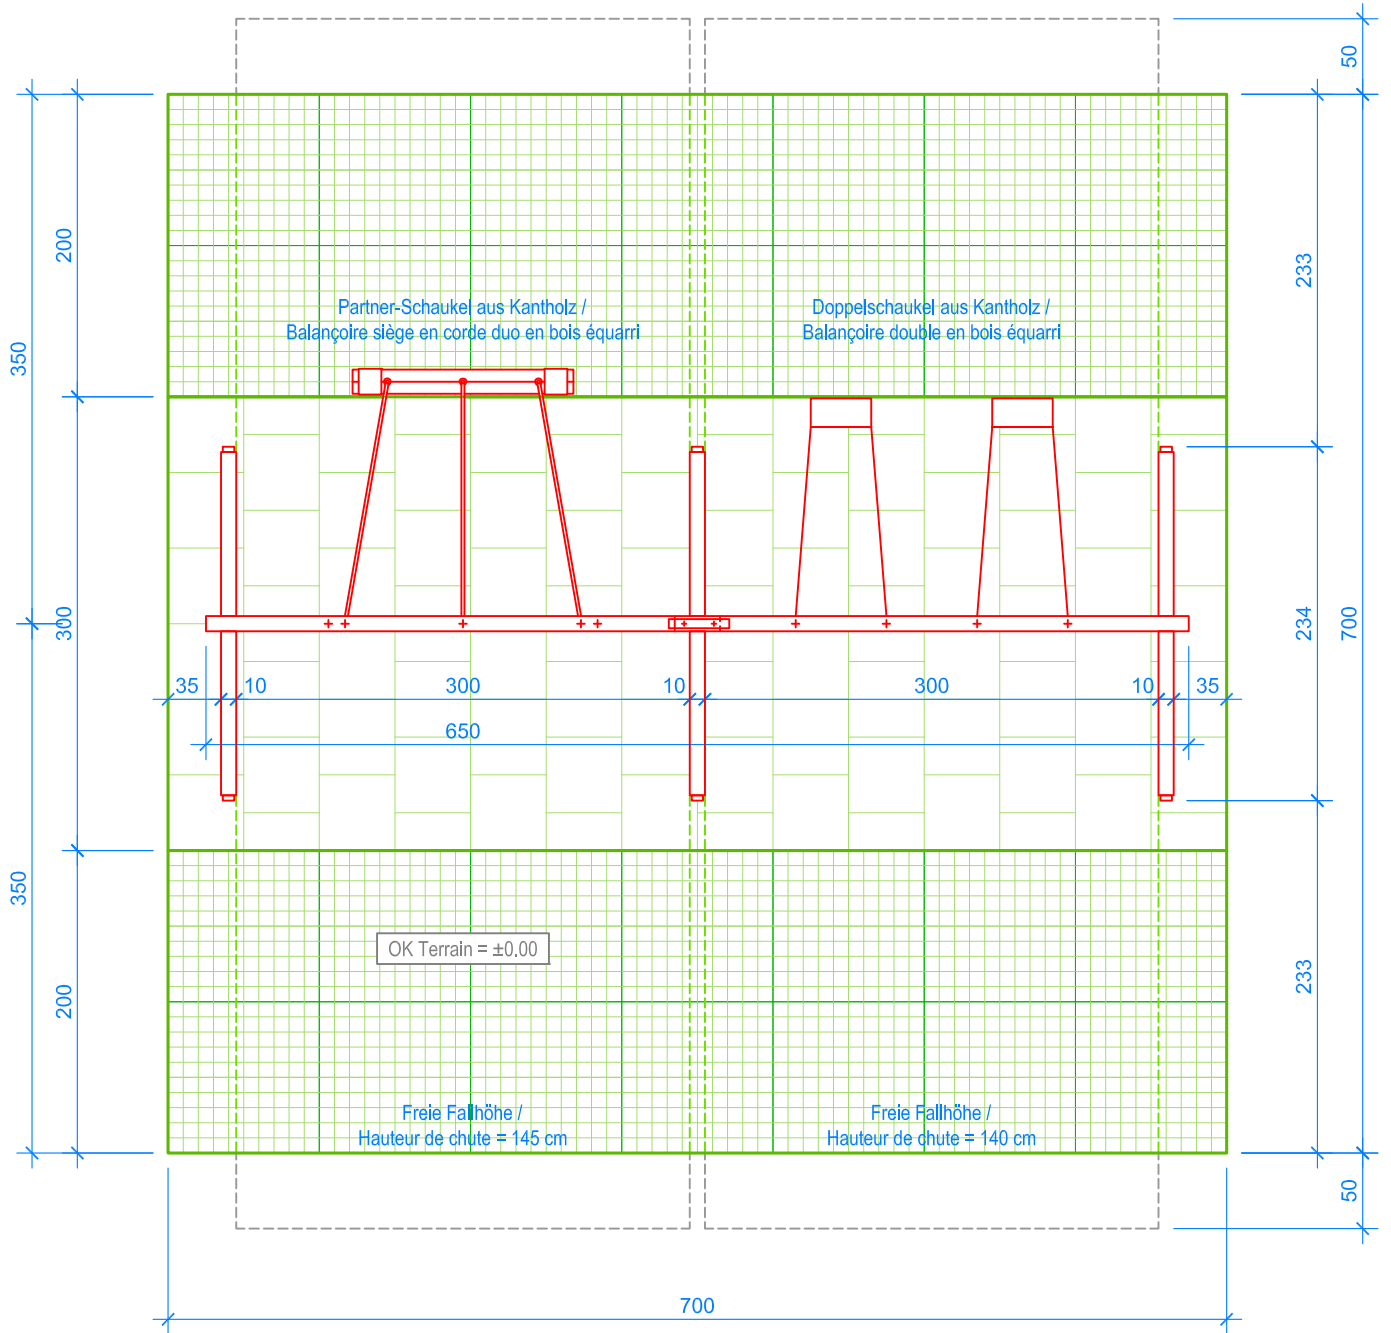 50
200
233
Partner-Schaukel aus Kantholz /
Balançoire siège en corde duo en bois équarri
Doppelschaukel aus Kantholz /
Balançoire double en bois équarri
350
300
234
700
35
10
300
10
300
10
35
650
350
200
233
OK Terrain = ±0.00
Freie Fallhöhe /
Hauteur de chute = 145 cm
Freie Fallhöhe /
Hauteur de chute = 140 cm
50
700